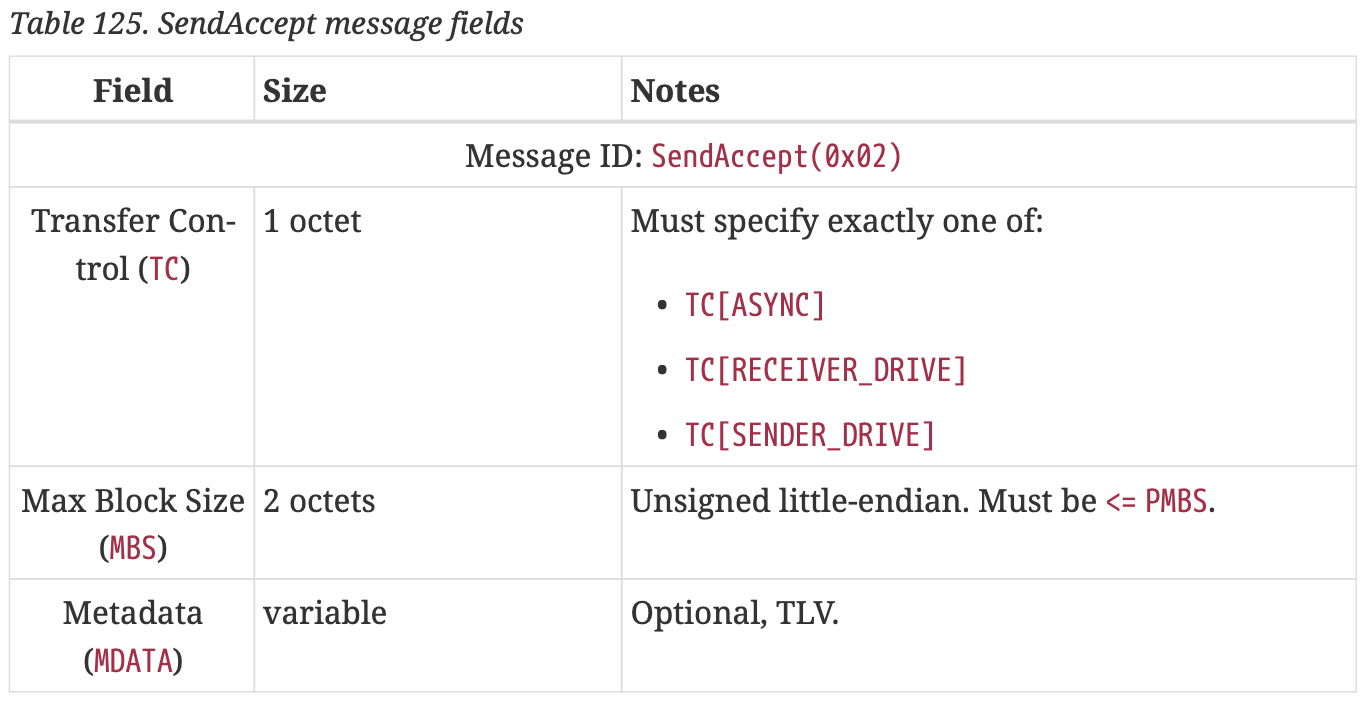 Table 125. SendAccept message fields
Field Size Notes
Message ID: SendAccept(0x02)
Transfer Con-
trol (TC)
1 octet
Must specify exactly one of:
• TC[ASYNC]
• TC[RECEIVER_DRIVE]
• TC[SENDER_DRIVE]
Max Block Size
(MBS)
2 octets
Unsigned little-endian. Must be <= PMBS.
Metadata
(MDATA)
variable
Optional, TLV.